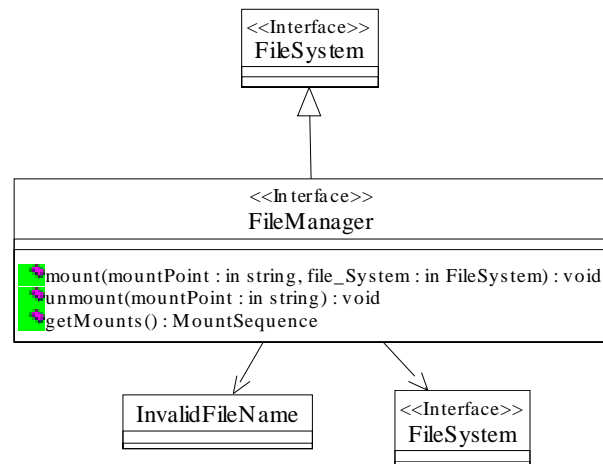 <<Interface>>
FileSystem
<<Interface>>
FileManager
mount(mountPoint : in string, file_System : in FileSystem) : void
unmount(mountPoint : in string) : void
getMounts() : MountSequence
InvalidFileName
<<Interface>>
FileSystem